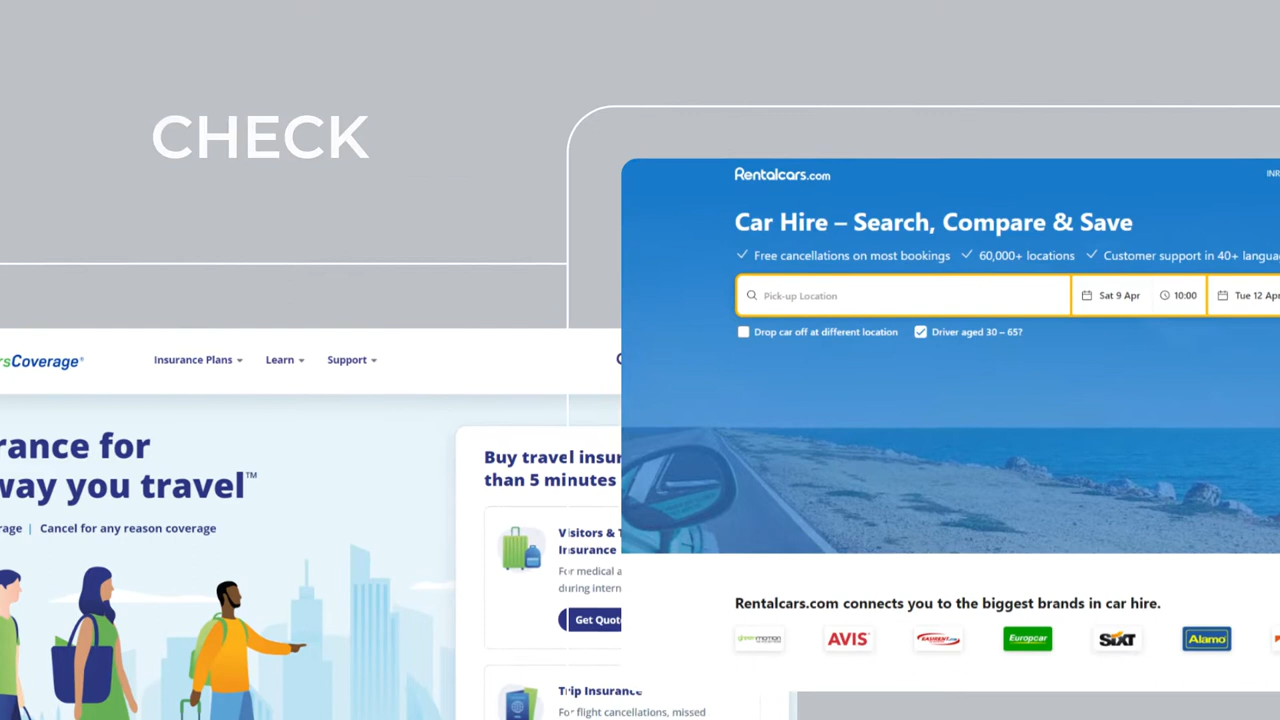 CHECK
Rentalcars.com
INR
Car Hire – Search, Compare & Save
Free cancellations on most bookings 60,000+ locations Customer support in 40+ langua
Pick-up Location Sat 9 Apr 10:00 Tue 12 Apr
Drop car off at different location Driver aged 30 – 65?
rsCoverage®
Insurance Plans Learn Support
rance for
way you travel™
rage | Cancel for any reason coverage
Buy travel insur
than 5 minutes
Visitors & T
Insurance
For medical a
during intern
Get Quot
Trip Insurance
For flight cancellations, missed
Rentalcars.com connects you to the biggest brands in car hire.
greenmotion AVIS Europcar SIXT Alamo